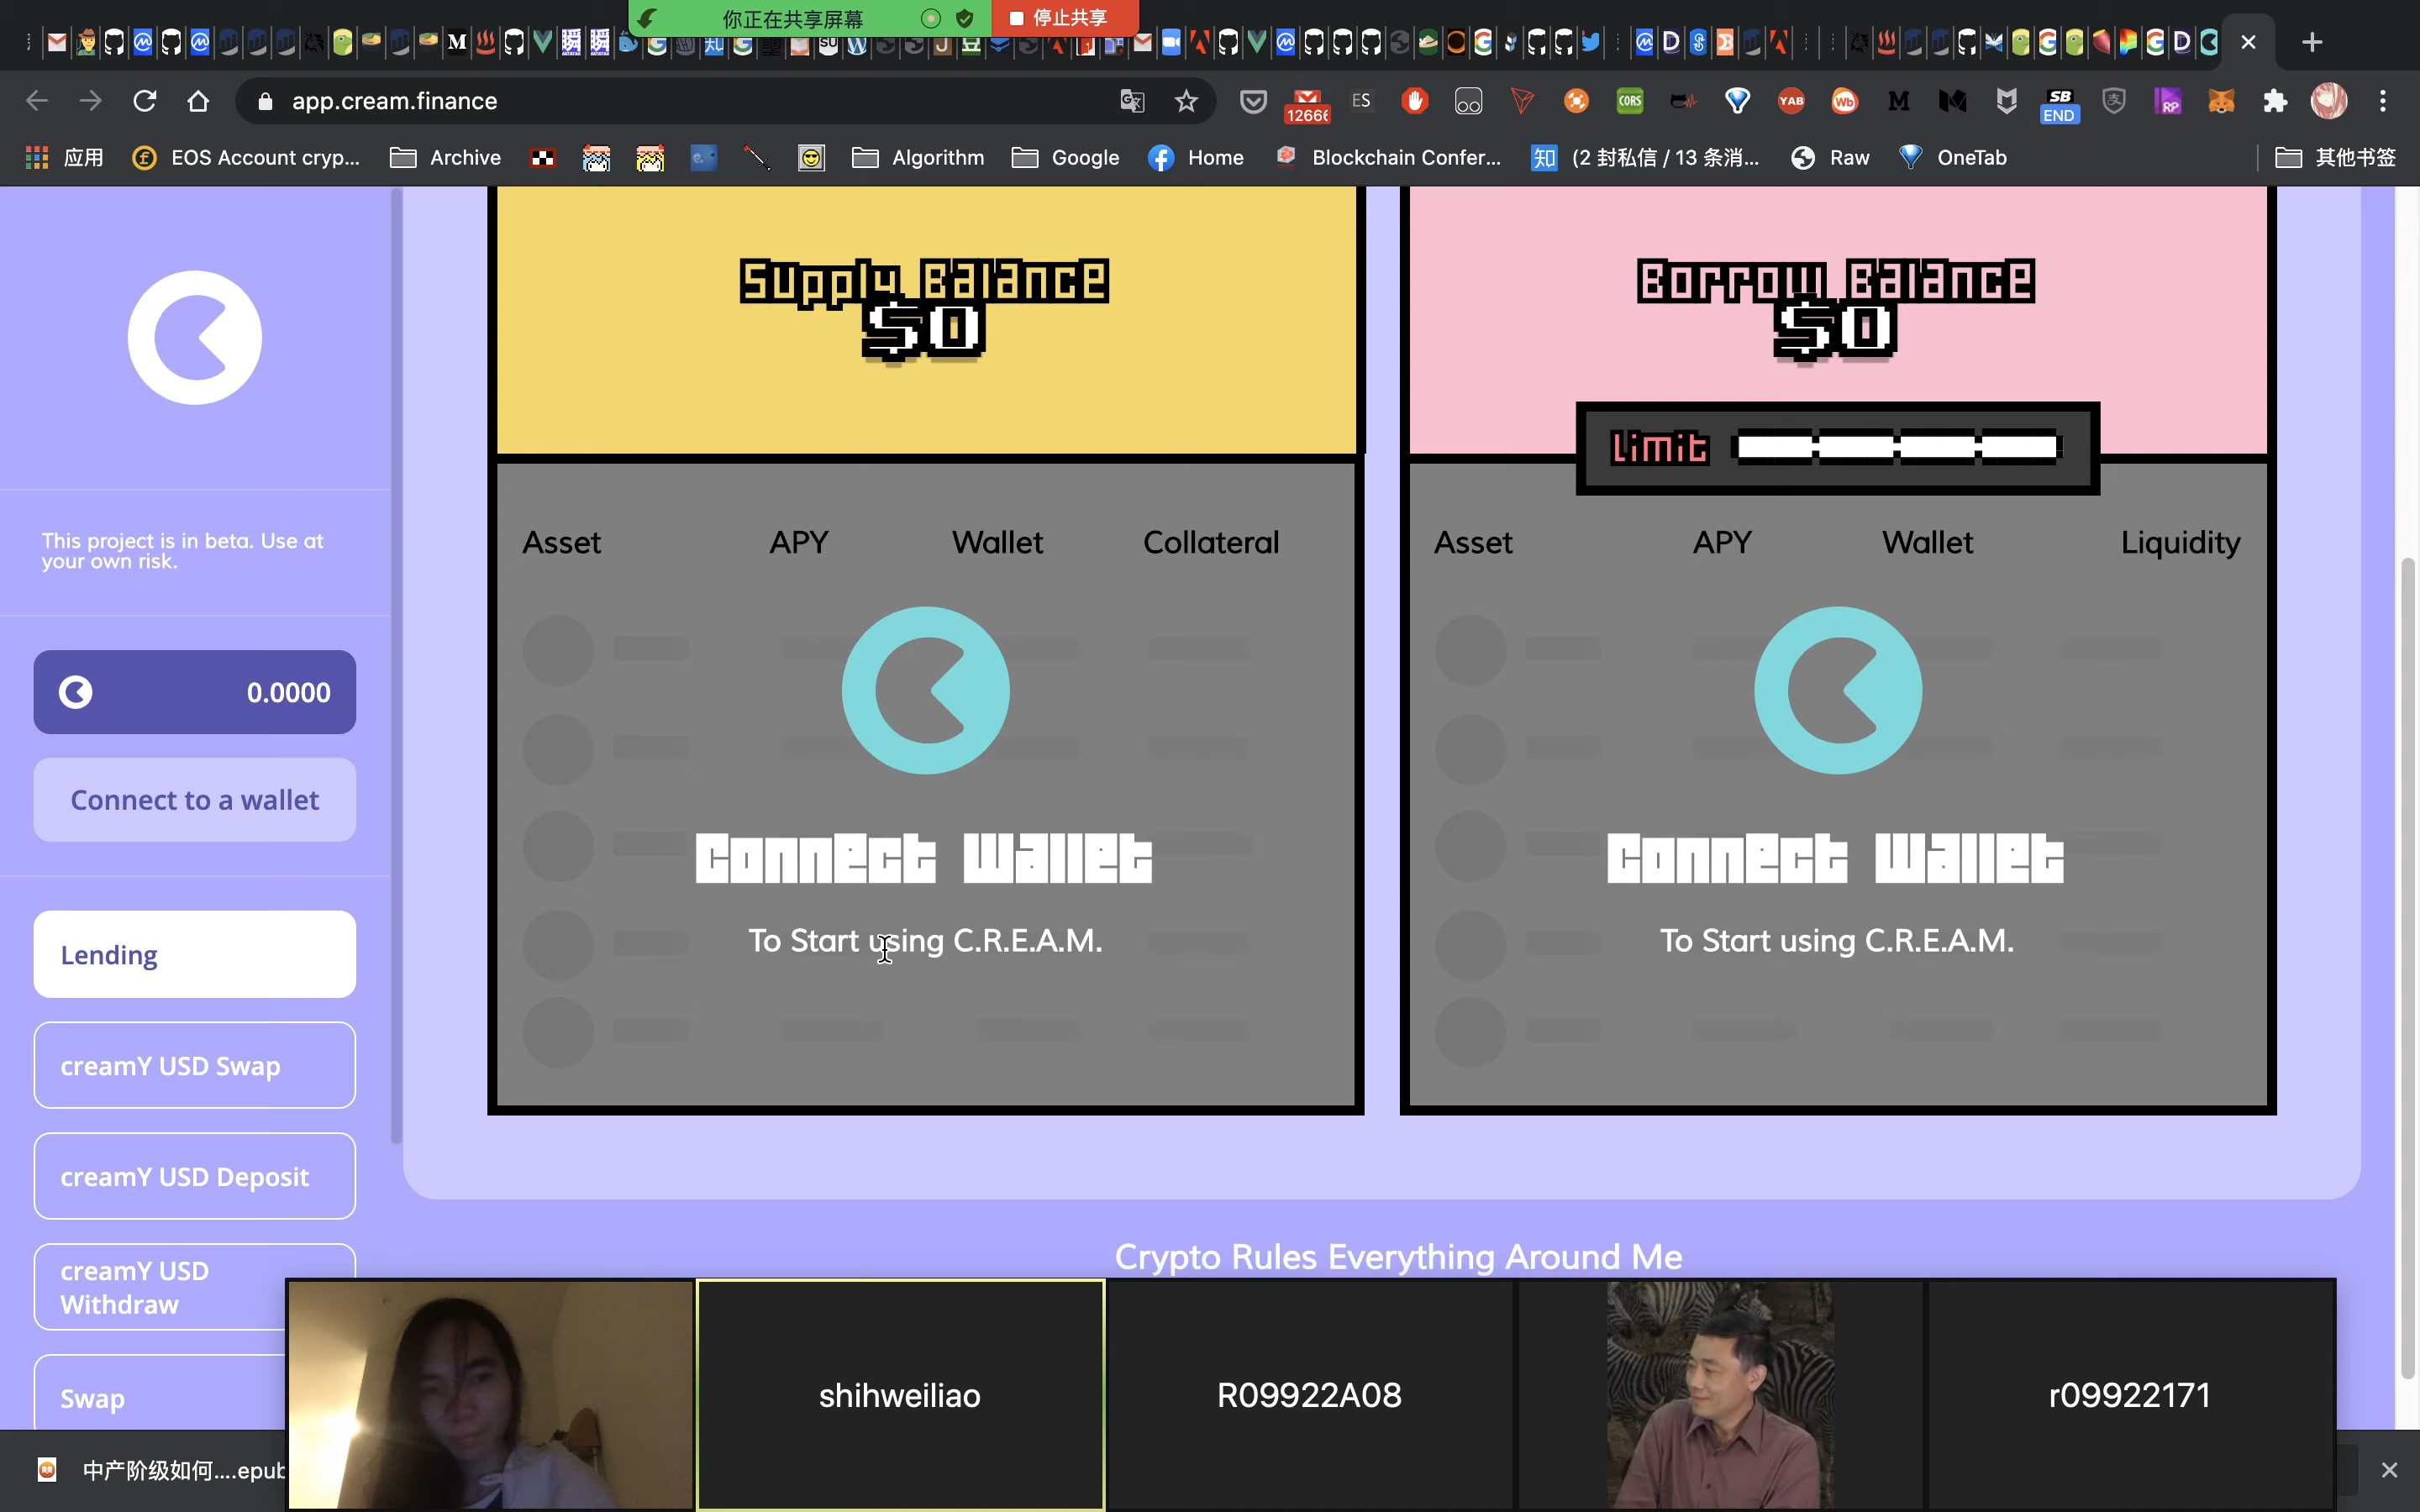 你正在共享屏幕
停止共享
app.cream.finance
12666
ES
CORS
YAB
Wb
SB
END
RP
应用
EOS Account cryp...
Archive
Algorithm
Google
Home
Blockchain Confer...
知
(2 封私信 / 13 条消...
Raw
OneTab
其他书签
This project is in beta. Use at
your own risk.
0.0000
Connect to a wallet
Lending
creamY USD Swap
creamY USD Deposit
creamY USD
Withdraw
Swap
Supply Balance
$0
Asset
APY
Wallet
Collateral
Connect Wallet
To Start using C.R.E.A.M.
Borrow Balance
$0
Limit
Asset
APY
Wallet
Liquidity
Connect Wallet
To Start using C.R.E.A.M.
Crypto Rules Everything Around Me
shihweiliao
R09922A08
r09922171
中产阶级如何....epub